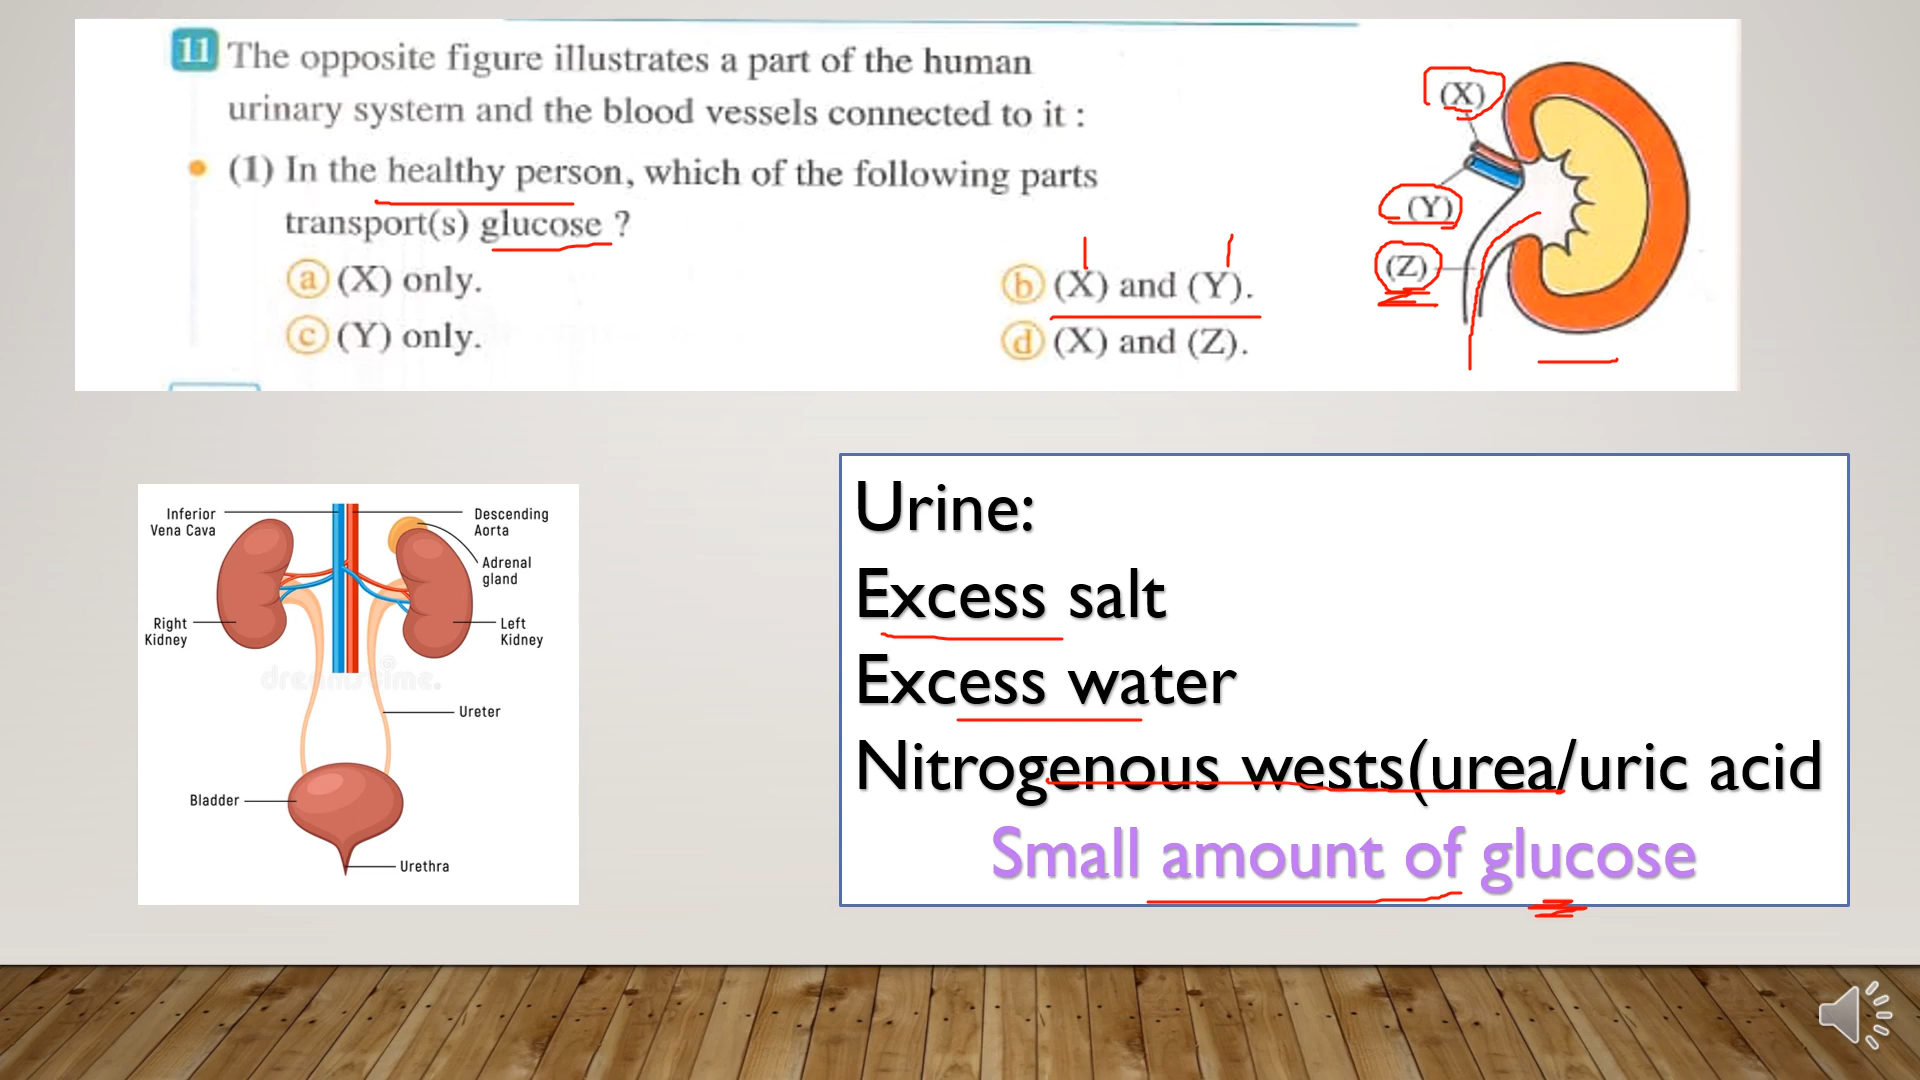 11 The opposite figure illustrates a part of the human
urinary system and the blood vessels connected to it :
(1) In the healthy person, which of the following parts
transport(s) glucose ?
a (X) only.
b (X) and (Y).
c (Y) only.
d (X) and (Z).
(X)
(Y)
(Z)
Inferior
Vena Cava
Descending
Aorta
Adrenal
gland
Right
Kidney
Left
Kidney
dreamstime.
Ureter
Bladder
Urethra
Urine:
Excess salt
Excess water
Nitrogenous wests(urea/uric acid
Small amount of glucose